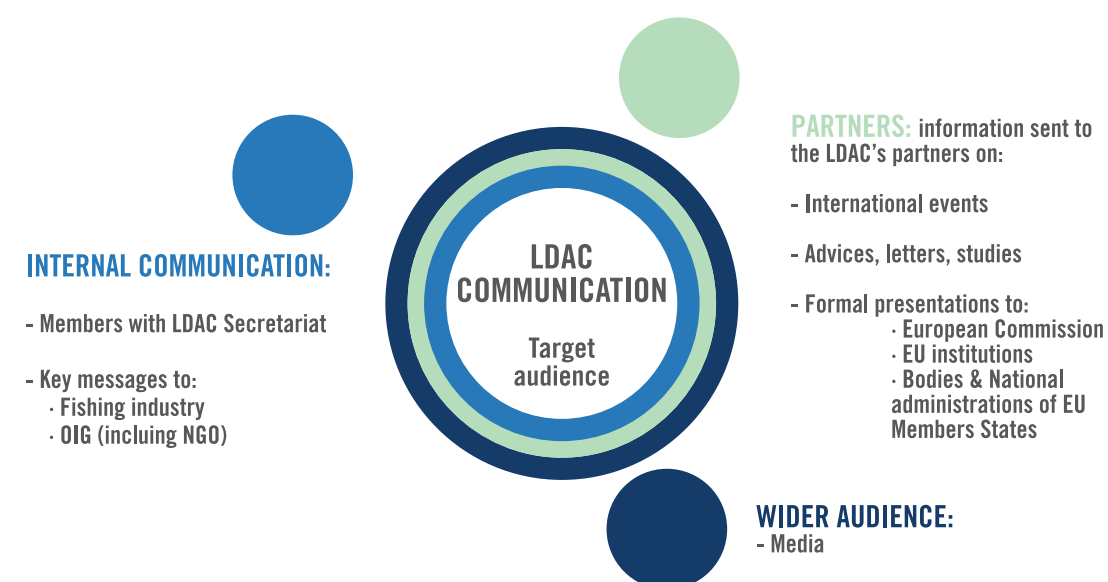 INTERNAL COMMUNICATION:
- Members with LDAC Secretariat
- Key messages to:
· Fishing industry
· OIG (incluing NGO)
LDAC
COMMUNICATION
Target
audience
PARTNERS: information sent to
the LDAC's partners on:
- International events
- Advices, letters, studies
- Formal presentations to:
· European Commission
· EU institutions
· Bodies & National
administrations of EU
Members States
WIDER AUDIENCE:
- Media